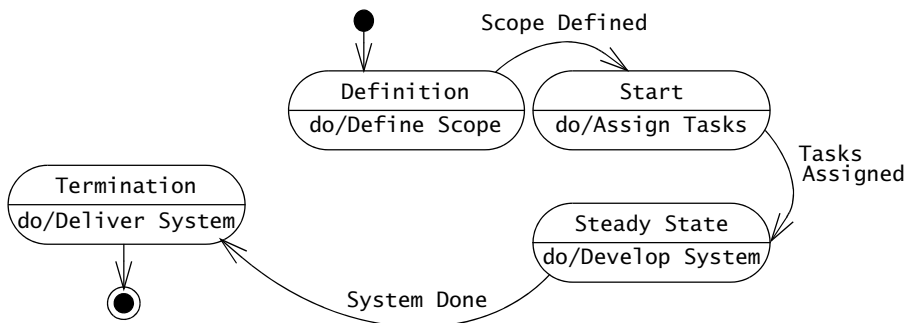 Scope Defined
Definition
do/Define Scope
Start
do/Assign Tasks
Tasks
Assigned
Termination
do/Deliver System
Steady State
do/Develop System
System Done